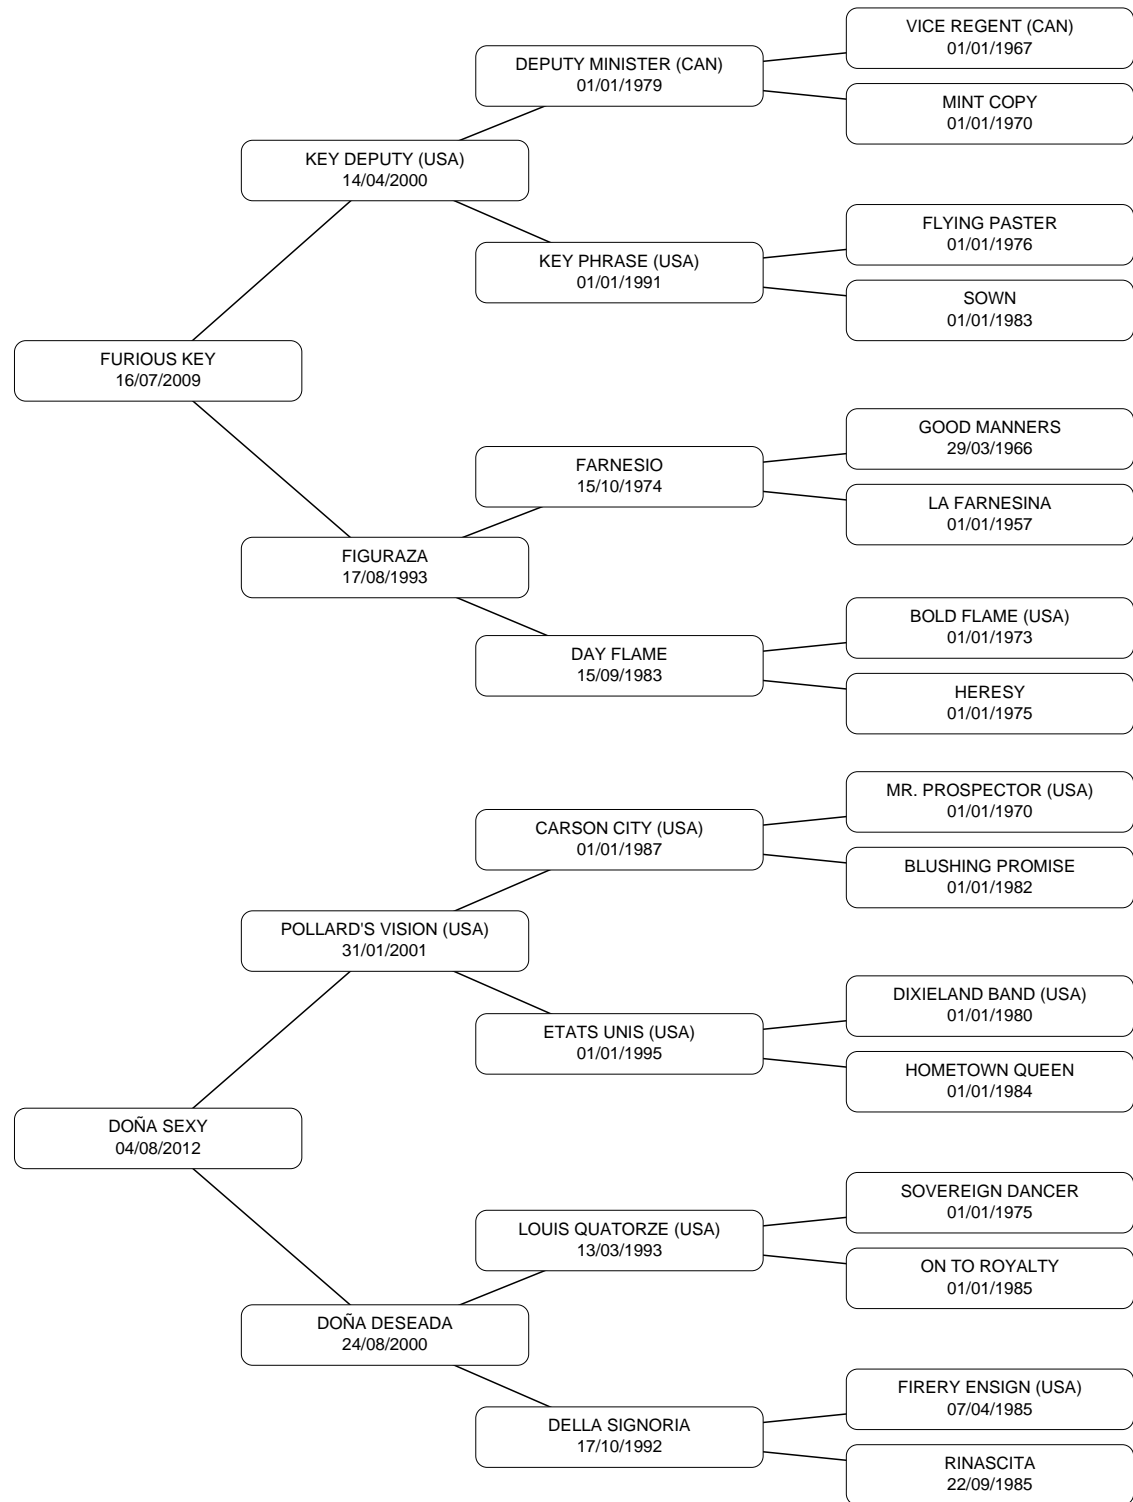 VICE REGENT (CAN)
01/01/1967
DEPUTY MINISTER (CAN)
01/01/1979
MINT COPY
01/01/1970
KEY DEPUTY (USA)
14/04/2000
FLYING PASTER
01/01/1976
KEY PHRASE (USA)
01/01/1991
SOWN
01/01/1983
FURIOUS KEY
16/07/2009
GOOD MANNERS
29/03/1966
FARNESIO
15/10/1974
LA FARNESINA
01/01/1957
FIGURAZA
17/08/1993
BOLD FLAME (USA)
01/01/1973
DAY FLAME
15/09/1983
HERESY
01/01/1975
MR. PROSPECTOR (USA)
01/01/1970
CARSON CITY (USA)
01/01/1987
BLUSHING PROMISE
01/01/1982
POLLARD'S VISION (USA)
31/01/2001
DIXIELAND BAND (USA)
01/01/1980
ETATS UNIS (USA)
01/01/1995
HOMETOWN QUEEN
01/01/1984
DOÑA SEXY
04/08/2012
SOVEREIGN DANCER
01/01/1975
LOUIS QUATORZE (USA)
13/03/1993
ON TO ROYALTY
01/01/1985
DOÑA DESEADA
24/08/2000
FIRERY ENSIGN (USA)
07/04/1985
DELLA SIGNORIA
17/10/1992
RINASCITA
22/09/1985